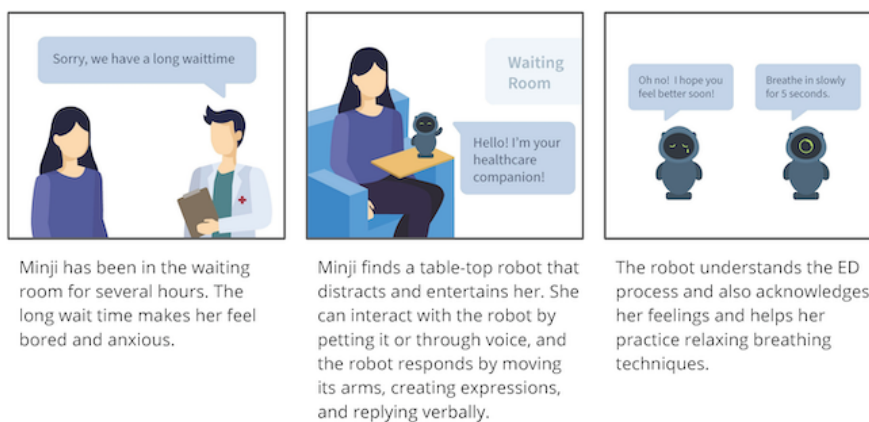 Sorry, we have a long waittime
Waiting
Room
Hello! I'm your
healthcare
companion!
Oh no! I hope you
feel better soon!
Breathe in slowly
for 5 seconds.
Minji has been in the waiting
room for several hours. The
long wait time makes her feel
bored and anxious.
Minji finds a table-top robot that
distracts and entertains her. She
can interact with the robot by
petting it or through voice, and
the robot responds by moving
its arms, creating expressions,
and replying verbally.
The robot understands the ED
process and also acknowledges
her feelings and helps her
practice relaxing breathing
techniques.